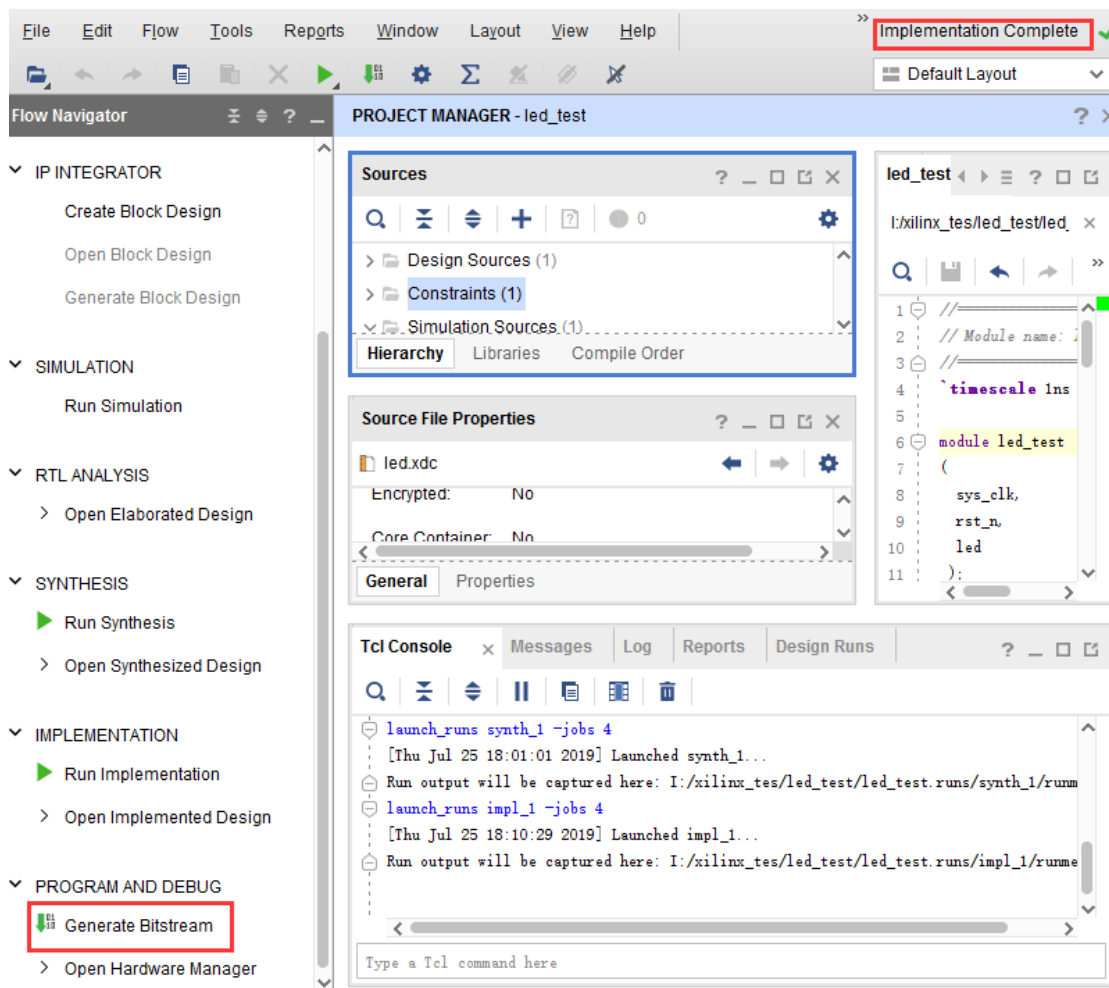 File Edit Flow Tools Reports Window Layout View Help
» Implementation Complete
Default Layout
Flow Navigator
IP INTEGRATOR
Create Block Design
Open Block Design
Generate Block Design
SIMULATION
Run Simulation
RTL ANALYSIS
Open Elaborated Design
SYNTHESIS
Run Synthesis
Open Synthesized Design
IMPLEMENTATION
Run Implementation
Open Implemented Design
PROGRAM AND DEBUG
Generate Bitstream
Open Hardware Manager
PROJECT MANAGER - led_test
Sources
0
Design Sources (1)
Constraints (1)
Simulation Sources (1)
Hierarchy Libraries Compile Order
Source File Properties
led.xdc
Encrypted: No
Core Container: No
General Properties
led_test
I:/xilinx_tes/led_test/led_
1 //
2 // Module name:
3 //
4 `timescale 1ns
5
6 module led_test
7 (
8 sys_clk,
9 rst_n,
10 led
11 );
Tcl Console Messages Log Reports Design Runs
launch_runs synth_1 -jobs 4
[Thu Jul 25 18:01:01 2019] Launched synth_1...
Run output will be captured here: I:/xilinx_tes/led_test/led_test.runs/synth_1/runm
launch_runs impl_1 -jobs 4
[Thu Jul 25 18:10:29 2019] Launched impl_1...
Run output will be captured here: I:/xilinx_tes/led_test/led_test.runs/impl_1/runme
Type a Tcl command here